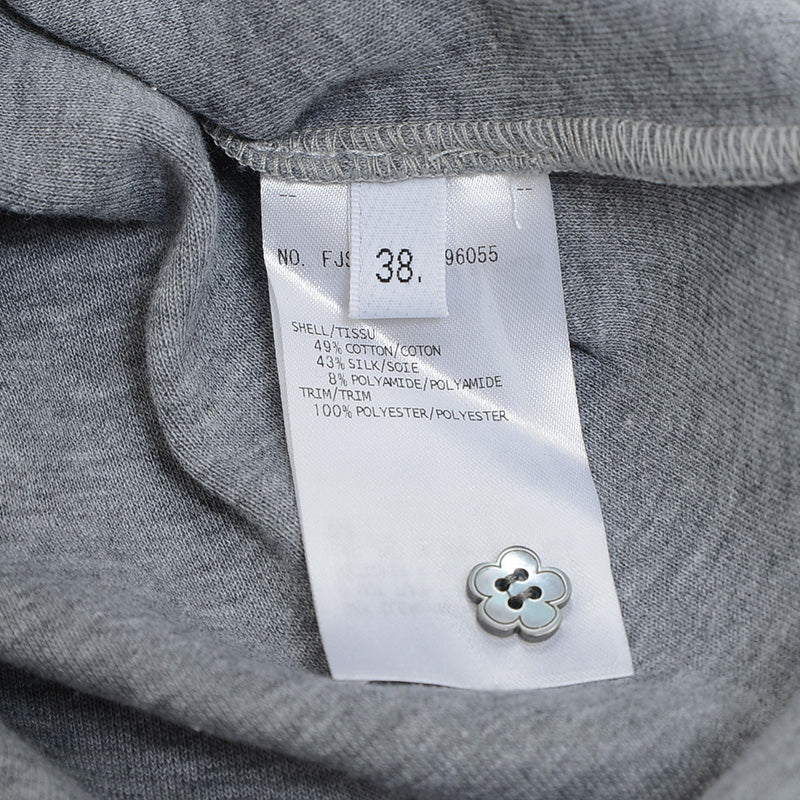 NO. FJS 96055
38.
SHELL/TISSU
49% COTTON/COTON
43% SILK/SOIE
8% POLYAMIDE/POLYAMIDE
TRIM/TRIM
100% POLYESTER/POLYESTER